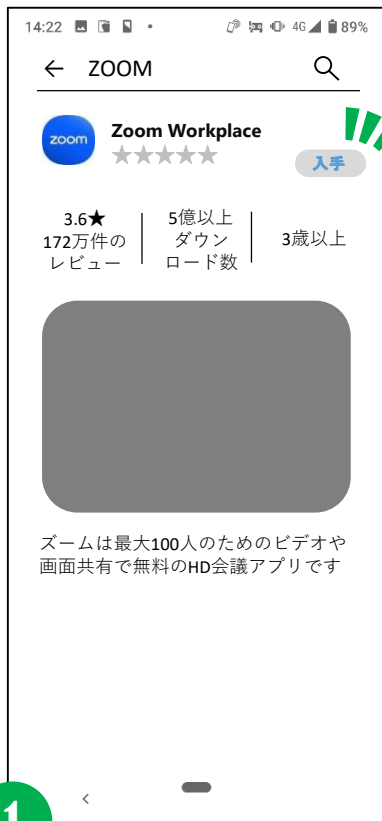 14:22 4G 89%
← ZOOM
zoom
Zoom Workplace
★★★★★
入手
3.6★
172万件の
レビュー
5億以上
ダウン
ロード数
3歳以上
ズームは最大100人のためのビデオや
画面共有で無料のHD会議アプリです
1